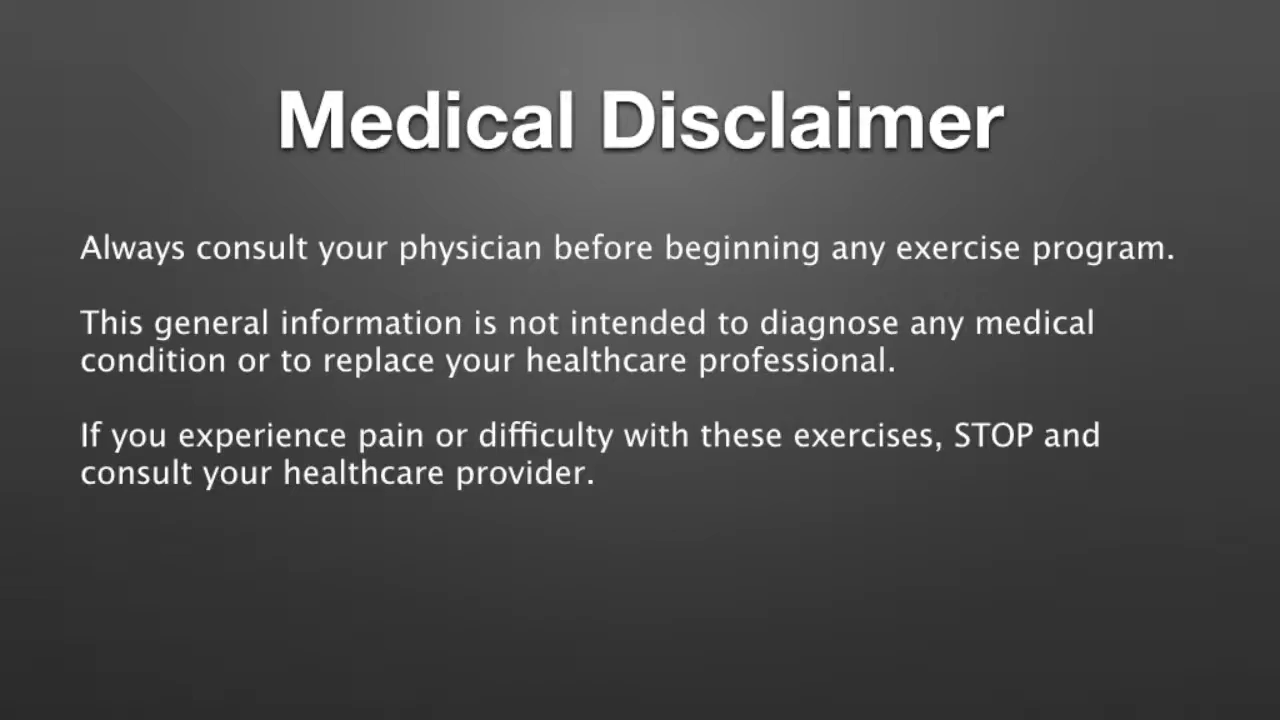 Medical Disclaimer
Always consult your physician before beginning any exercise program.
This general information is not intended to diagnose any medical
condition or to replace your healthcare professional.
If you experience pain or difficulty with these exercises, STOP and
consult your healthcare provider.